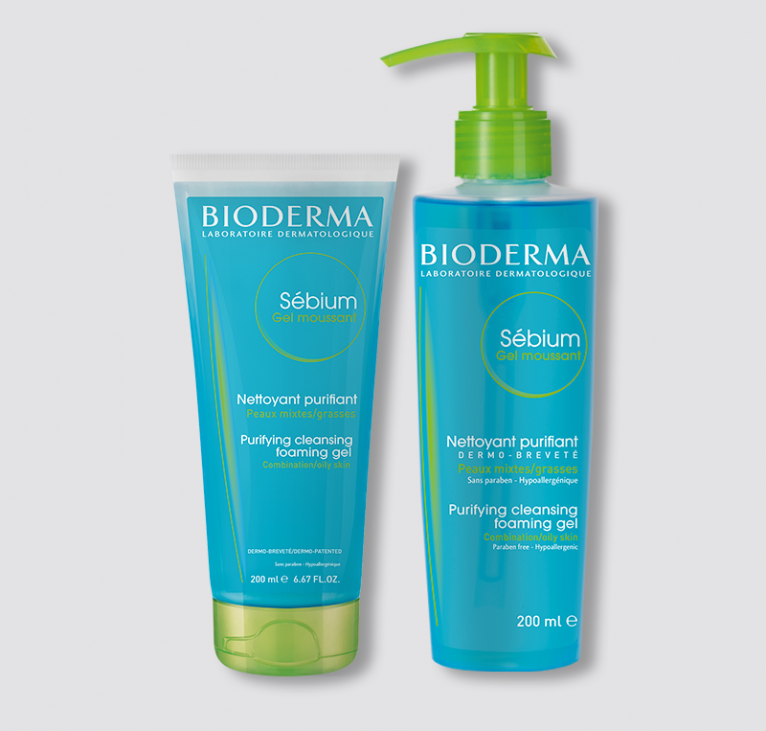 BIODERMA
LABORATOIRE DERMATOLOGIQUE
Sébium
Gel moussant
Nettoyant purifiant
Peaux mixtes/grasses
Purifying cleansing
foaming gel
Combination/oily skin
DERMO-BREVETÉ/DERMO-PATENTED
Sans paraben - Hypoallergénique
200 ml e 6.67 FL.OZ.
BIODERMA
LABORATOIRE DERMATOLOGIQUE
Sébium
Gel moussant
Nettoyant purifiant
DERMO-BREVETÉ
Peaux mixtes/grasses
Sans paraben - Hypoallergénique
Purifying cleansing
foaming gel
Combination/oily skin
Paraben free - Hypoallergenic
200 ml e